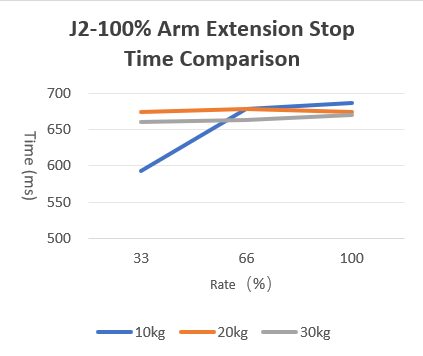 J2-100% Arm Extension Stop
Time Comparison
700
650
600
550
500
Time (ms)
33 66 100
Rate （%）
10kg 20kg 30kg